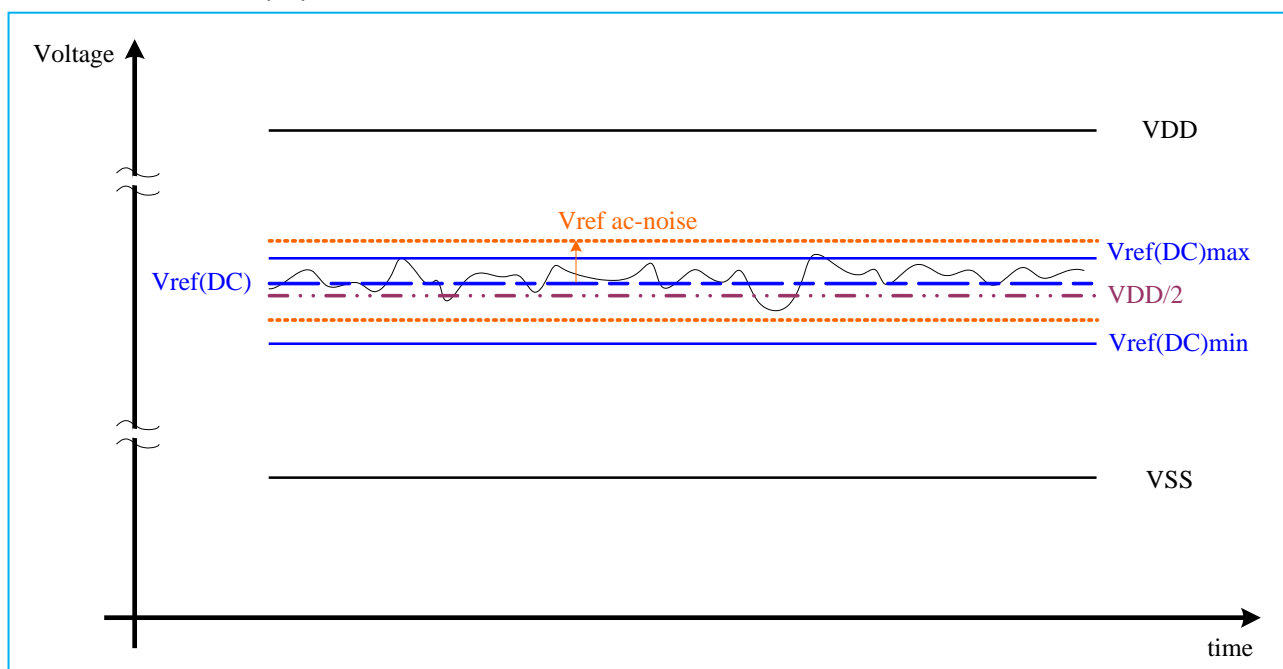 Voltage
VDD
Vref ac-noise
Vref(DC)max
Vref(DC)
VDD/2
Vref(DC)min
VSS
time